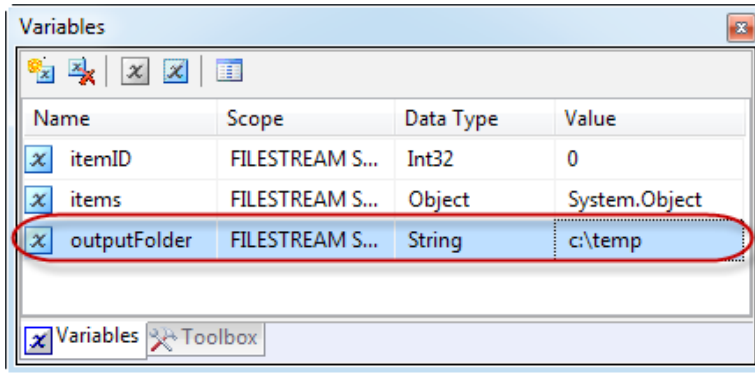 Variables
Name Scope Data Type Value
itemID FILESTREAM S... Int32 0
items FILESTREAM S... Object System.Object
outputFolder FILESTREAM S... String c:\temp
Variables Toolbox